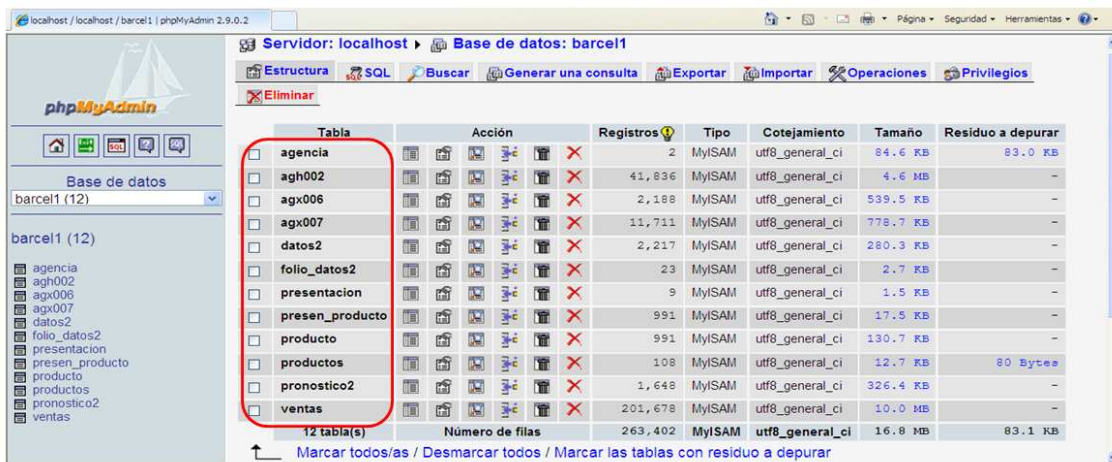 localhost / localhost / barcel1 | phpMyAdmin 2.9.0.2
Página Seguridad Herramientas
phpMyAdmin
SQL
Base de datos
barcel1 (12)
barcel1 (12)
agencia
agh002
agx006
agx007
datos2
folio_datos2
presentacion
presen_producto
producto
productos
pronostico2
ventas
Servidor: localhost Base de datos: barcel1
Estructura SQL Buscar Generar una consulta Exportar Importar Operaciones Privilegios
Eliminar
Tabla Acción Registros Tipo Cotejamiento Tamaño Residuo a depurar
agencia 2 MyISAM utf8_general_ci 84.6 KB 83.0 KB
agh002 41,836 MyISAM utf8_general_ci 4.6 MB -
agx006 2,188 MyISAM utf8_general_ci 539.5 KB -
agx007 11,711 MyISAM utf8_general_ci 778.7 KB -
datos2 2,217 MyISAM utf8_general_ci 280.3 KB -
folio_datos2 23 MyISAM utf8_general_ci 2.7 KB -
presentacion 9 MyISAM utf8_general_ci 1.5 KB -
presen_producto 991 MyISAM utf8_general_ci 17.5 KB -
producto 991 MyISAM utf8_general_ci 130.7 KB -
productos 108 MyISAM utf8_general_ci 12.7 KB 80 Bytes
pronostico2 1,648 MyISAM utf8_general_ci 326.4 KB -
ventas 201,678 MyISAM utf8_general_ci 10.0 MB -
12 tabla(s) Número de filas 263,402 MyISAM utf8_general_ci 16.8 MB 83.1 KB
Marcar todos/as / Desmarcar todos / Marcar las tablas con residuo a depurar